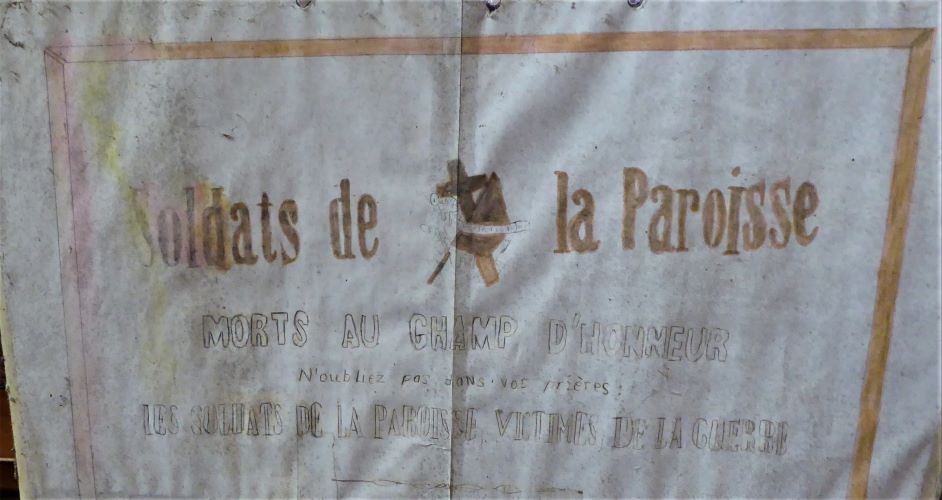 Soldats de la Paroisse
MORTS AU CHAMP D'HONNEUR
N'oubliez pas dans vos prières
LES SOLDATS DE LA PAROISSE VICTIMES DE LA GUERRE